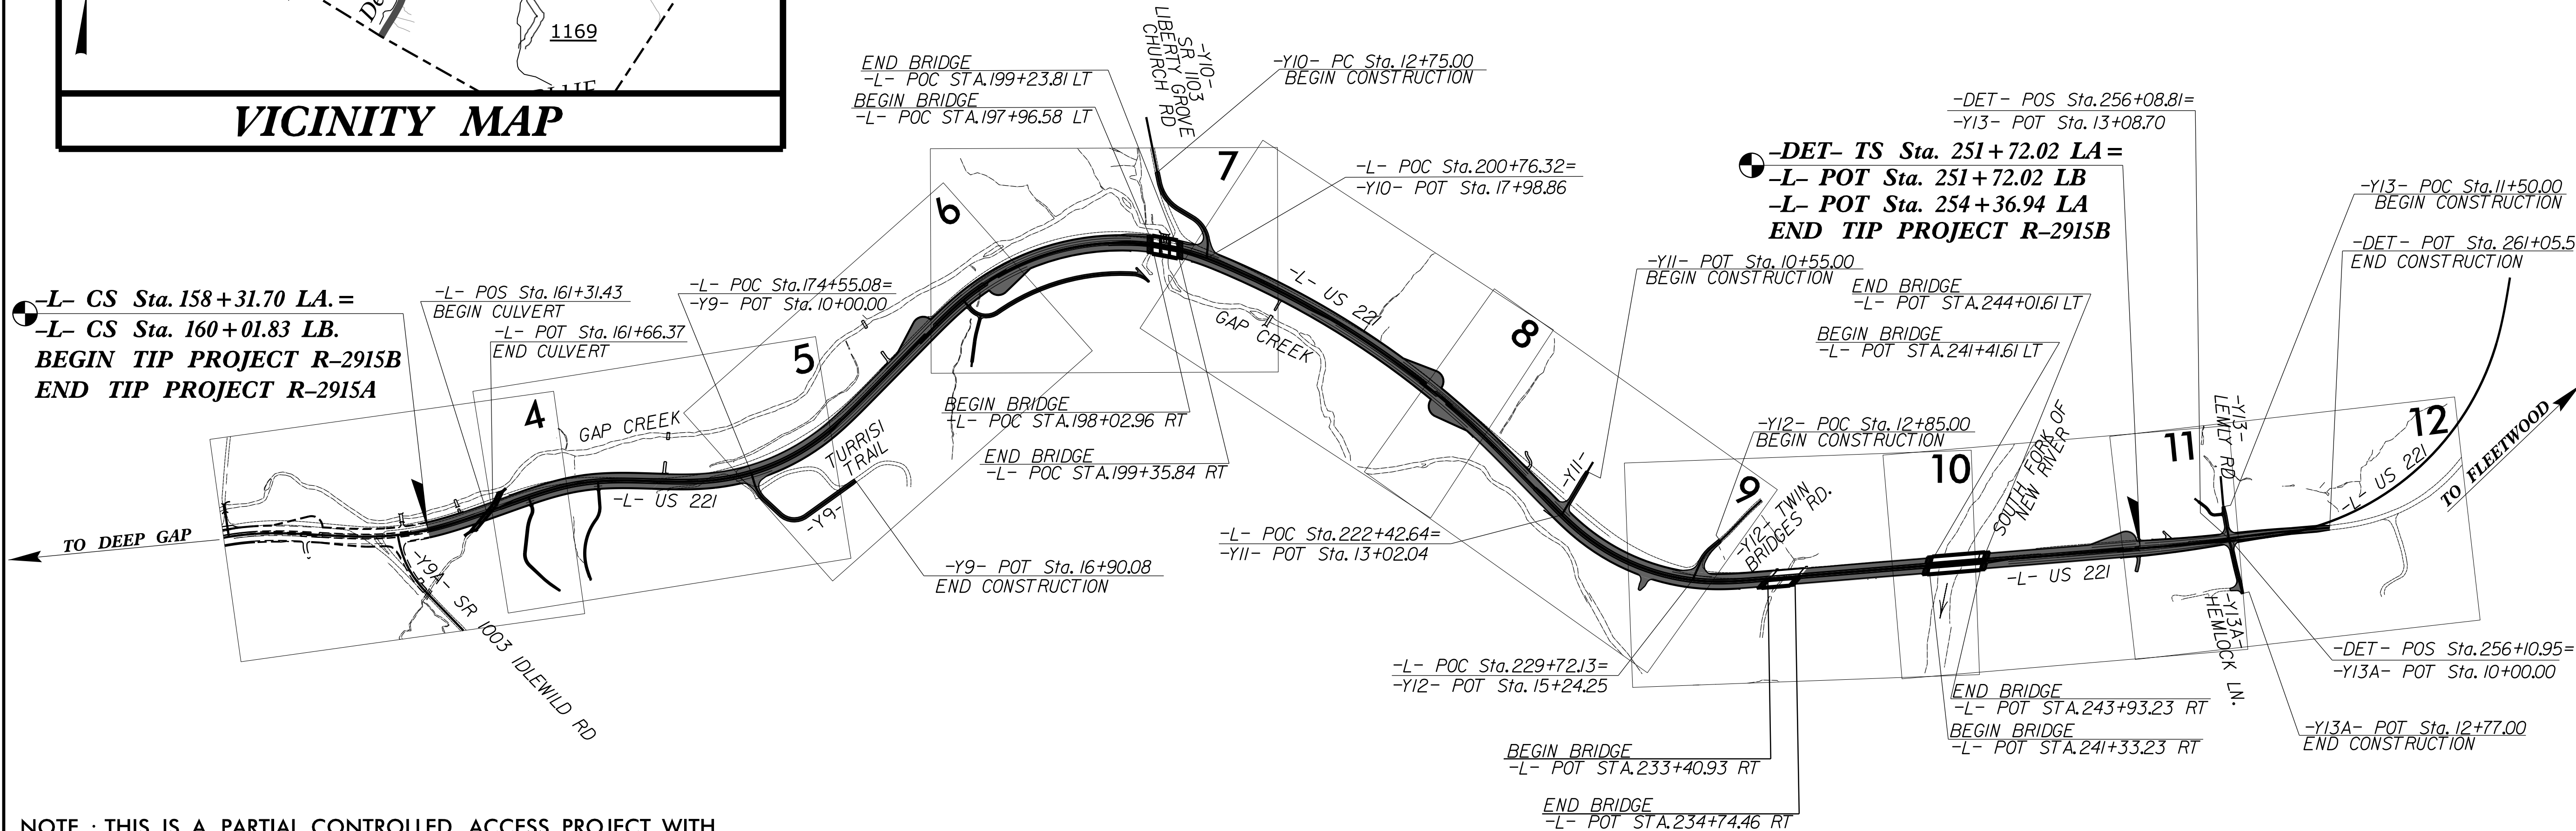 1169
VICINITY MAP
END BRIDGE
-L- POC STA.199+23.81 LT
BEGIN BRIDGE
-L- POC STA.197+96.58 LT
-Y10-
SR 1103
LIBERTY GROVE
CHURCH RD
-Y10- PC Sta. 12+75.00
BEGIN CONSTRUCTION
-L- POC Sta. 200+76.32=
-Y10- POT Sta. 17+98.86
-DET- POS Sta. 256+08.81=
-Y13- POT Sta. 13+08.70
-DET- TS Sta. 251+72.02 LA =
-L- POT Sta. 251+72.02 LB
-L- POT Sta. 254+36.94 LA
END TIP PROJECT R-2915B
-Y13- POC Sta. 11+50.00
BEGIN CONSTRUCTION
-DET- POT Sta. 261+05.5
END CONSTRUCTION
-L- CS Sta. 158+31.70 LA. =
-L- CS Sta. 160+01.83 LB.
BEGIN TIP PROJECT R-2915B
END TIP PROJECT R-2915A
-L- POS Sta. 161+31.43
BEGIN CULVERT
-L- POT Sta. 161+66.37
END CULVERT
-L- POC Sta. 174+55.08=
-Y9- POT Sta. 10+00.00
-Y11- POT Sta. 10+55.00
BEGIN CONSTRUCTION
END BRIDGE
-L- POT STA.244+01.61 LT
BEGIN BRIDGE
-L- POT STA.241+41.61 LT
4
5
6
7
8
9
10
11
12
GAP CREEK
TURRISI
TRAIL
-L- US 221
-Y9-
BEGIN BRIDGE
-L- POC STA.198+02.96 RT
END BRIDGE
-L- POC STA.199+35.84 RT
-L- US 221
GAP CREEK
-Y11-
-Y12- POC Sta. 12+85.00
BEGIN CONSTRUCTION
-Y12- TWIN
BRIDGES RD.
SOUTH FORK OF
NEW RIVER
-Y13-
LEMLY RD
-L- US 221
TO FLEETWOOD
TO DEEP GAP
-Y9A- SR 1003 IDLEWILD RD
-Y9- POT Sta. 16+90.08
END CONSTRUCTION
-L- POC Sta. 222+42.64=
-Y11- POT Sta. 13+02.04
-L- US 221
-Y13A-
HEMLOCK LN.
-L- POC Sta. 229+72.13=
-Y12- POT Sta. 15+24.25
-DET- POS Sta. 256+10.95=
-Y13A- POT Sta. 10+00.00
END BRIDGE
-L- POT STA.243+93.23 RT
BEGIN BRIDGE
-L- POT STA.241+33.23 RT
-Y13A- POT Sta. 12+77.00
END CONSTRUCTION
BEGIN BRIDGE
-L- POT STA.233+40.93 RT
END BRIDGE
-L- POT STA.234+74.46 RT
NOTE : THIS IS A PARTIAL CONTROLLED ACCESS PROJECT WITH